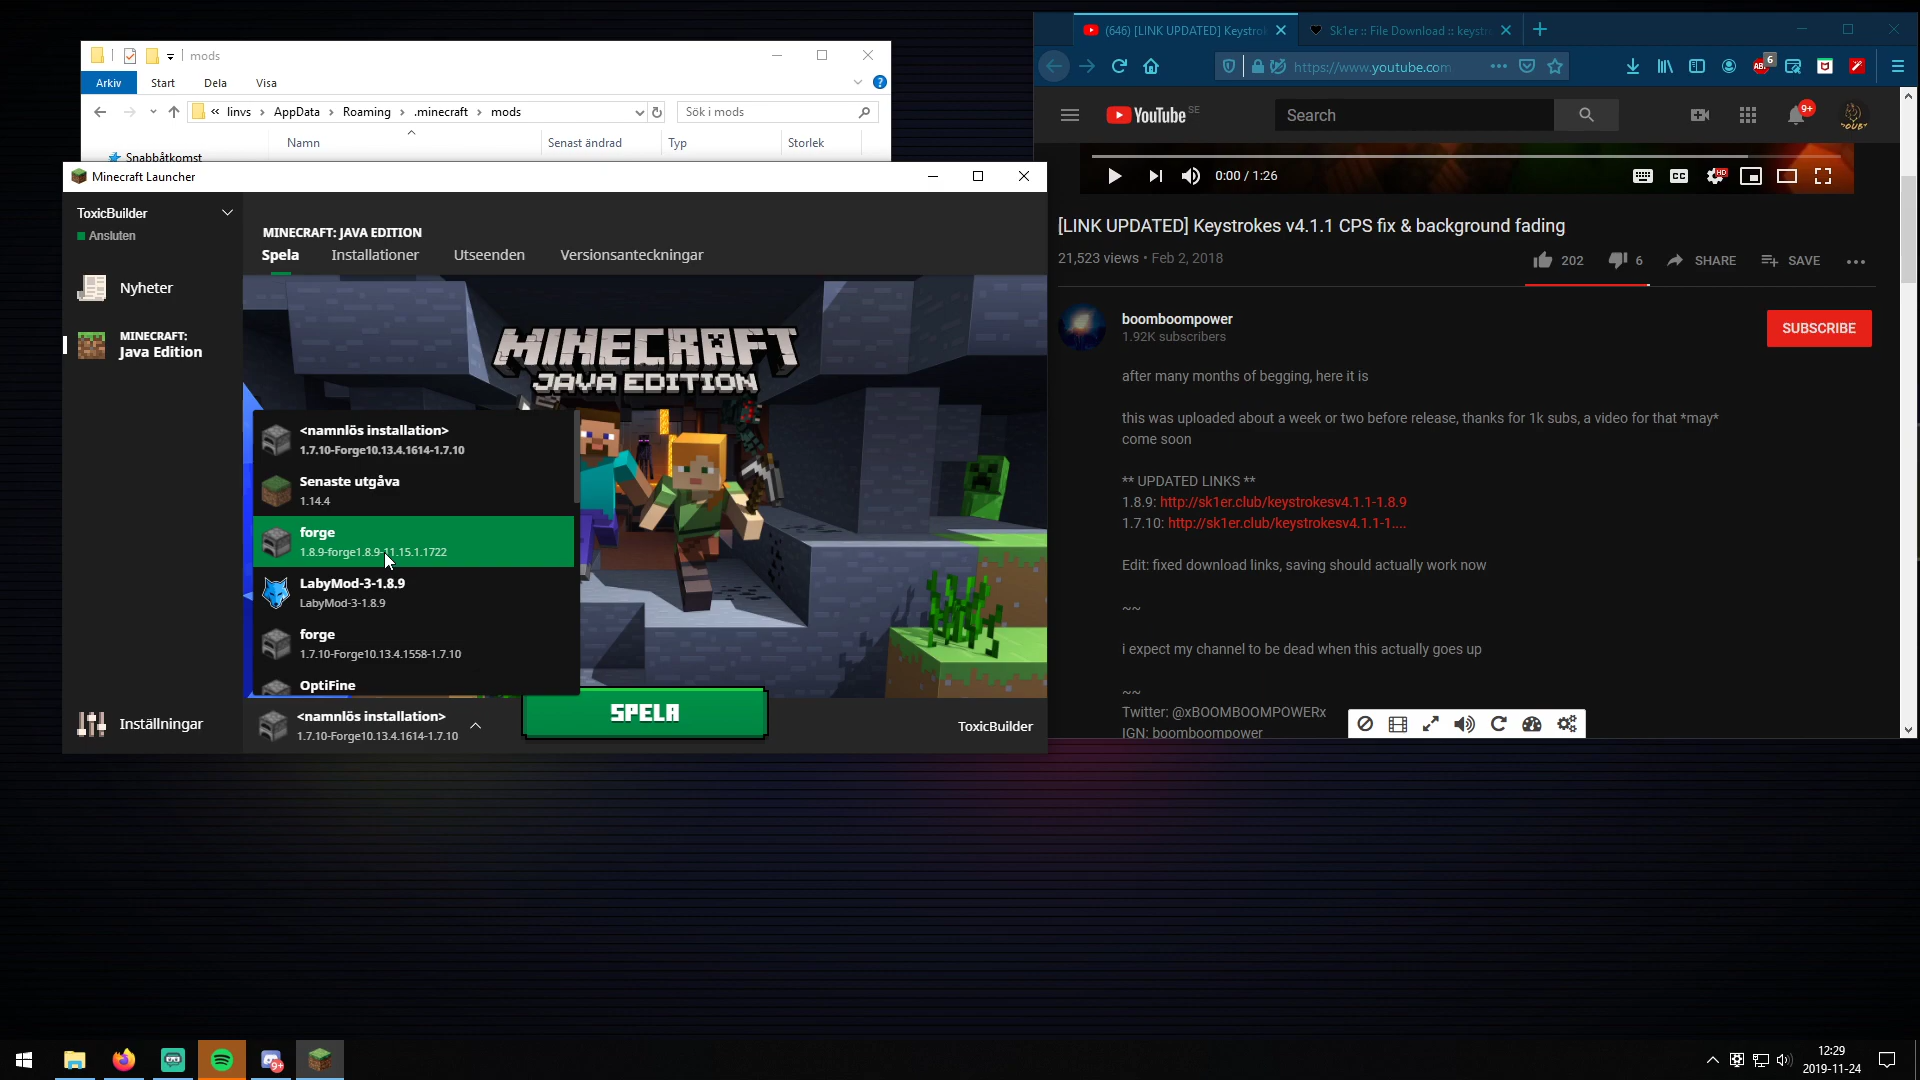 mods
Arkiv
Start
Dela
Visa
« linvs › AppData › Roaming › .minecraft › mods
Sök i mods
Namn
Senast ändrad
Typ
Storlek
Snabbåtkomst
Minecraft Launcher
ToxicBuilder
Ansluten
Nyheter
MINECRAFT:
Java Edition
Inställningar
MINECRAFT: JAVA EDITION
Spela
Installationer
Utseenden
Versionsanteckningar
MINECRAFT
JAVA EDITION
<namnlös installation>
1.7.10-Forge10.13.4.1614-1.7.10
Senaste utgåva
1.14.4
forge
1.8.9-forge1.8.9-11.15.1.1722
LabyMod-3-1.8.9
LabyMod-3-1.8.9
forge
1.7.10-Forge10.13.4.1558-1.7.10
OptiFine
<namnlös installation>
1.7.10-Forge10.13.4.1614-1.7.10
SPELA
ToxicBuilder
(646) [LINK UPDATED] Keystro
Sk1er :: File Download :: keystr
https://www.youtube.com
6
YouTube SE
Search
9+
0:00 / 1:26
HD
[LINK UPDATED] Keystrokes v4.1.1 CPS fix & background fading
21,523 views • Feb 2, 2018
202
6
SHARE
SAVE
boomboompower
1.92K subscribers
SUBSCRIBE
after many months of begging, here it is
this was uploaded about a week or two before release, thanks for 1k subs, a video for that *may*
come soon
** UPDATED LINKS **
1.8.9: http://sk1er.club/keystrokesv4.1.1-1.8.9
1.7.10: http://sk1er.club/keystrokesv4.1.1-1....
Edit: fixed download links, saving should actually work now
~~
i expect my channel to be dead when this actually goes up
~~
Twitter: @xBOOMBOOMPOWERx
IGN: boomboompower
9+
12:29
2019-11-24